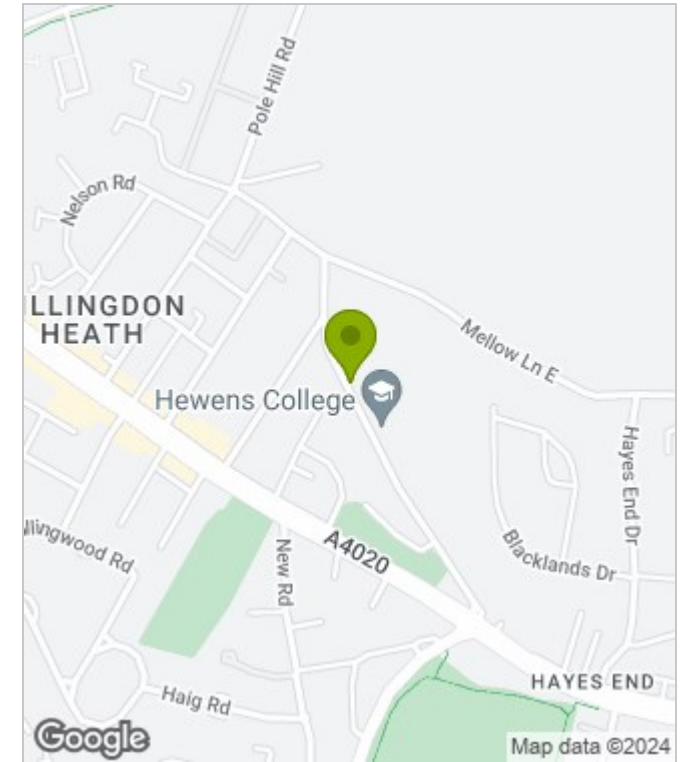 Pole Hill Rd
Nelson Rd
ILLINGDON
HEATH
Mellow Ln E
Hewens College
Hayes End Dr
llingwood Rd
A4020
New Rd
Blacklands Dr
HAYES END
Haig Rd
Google
Map data ©2024